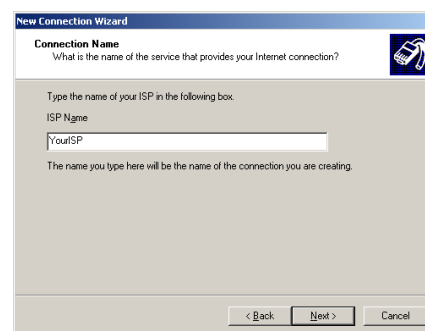 New Connection Wizard
Connection Name
What is the name of the service that provides your Internet connection?
Type the name of your ISP in the following box.
ISP Name
YourISP
The name you type here will be the name of the connection you are creating.
< Back
Next >
Cancel